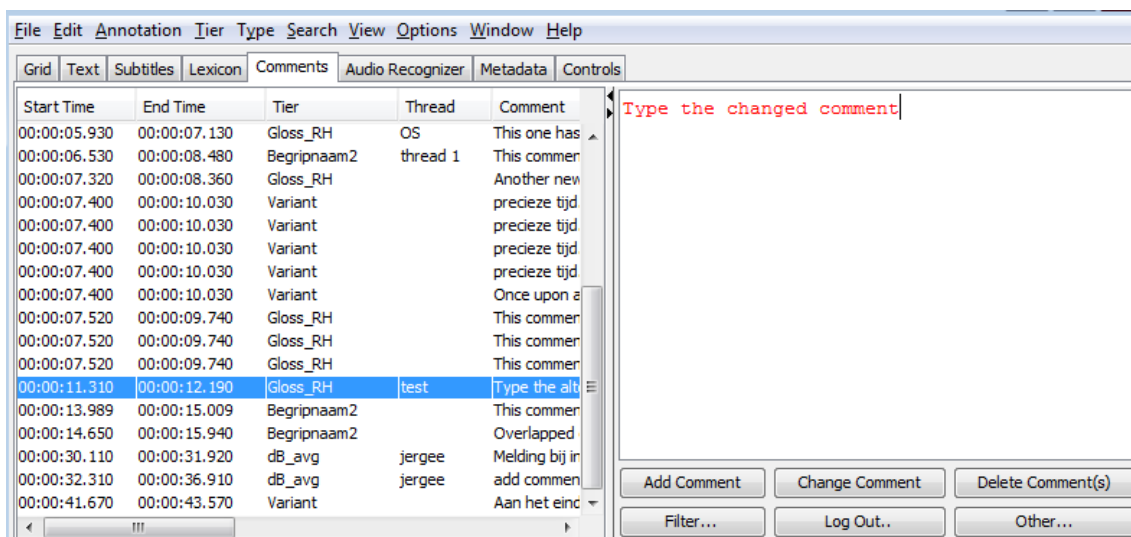 File Edit Annotation Tier Type Search View Options Window Help
Grid Text Subtitles Lexicon Comments Audio Recognizer Metadata Controls
Start Time End Time Tier Thread Comment
00:00:05.930 00:00:07.130 Gloss_RH OS This one has
00:00:06.530 00:00:08.480 Begripnaam2 thread 1 This commen
00:00:07.320 00:00:08.360 Gloss_RH Another new
00:00:07.400 00:00:10.030 Variant precieze tijd
00:00:07.400 00:00:10.030 Variant precieze tijd
00:00:07.400 00:00:10.030 Variant precieze tijd
00:00:07.400 00:00:10.030 Variant precieze tijd
00:00:07.400 00:00:10.030 Variant Once upon a
00:00:07.520 00:00:09.740 Gloss_RH This commen
00:00:07.520 00:00:09.740 Gloss_RH This commen
00:00:07.520 00:00:09.740 Gloss_RH This commen
00:00:11.310 00:00:12.190 Gloss_RH test Type the alt
00:00:13.989 00:00:15.009 Begripnaam2 This commen
00:00:14.650 00:00:15.940 Begripnaam2 Overlapped
00:00:30.110 00:00:31.920 dB_avg jergee Melding bij in
00:00:32.310 00:00:36.910 dB_avg jergee add commen
00:00:41.670 00:00:43.570 Variant Aan het eind
Type the changed comment
Add Comment Change Comment Delete Comment(s)
Filter... Log Out.. Other...